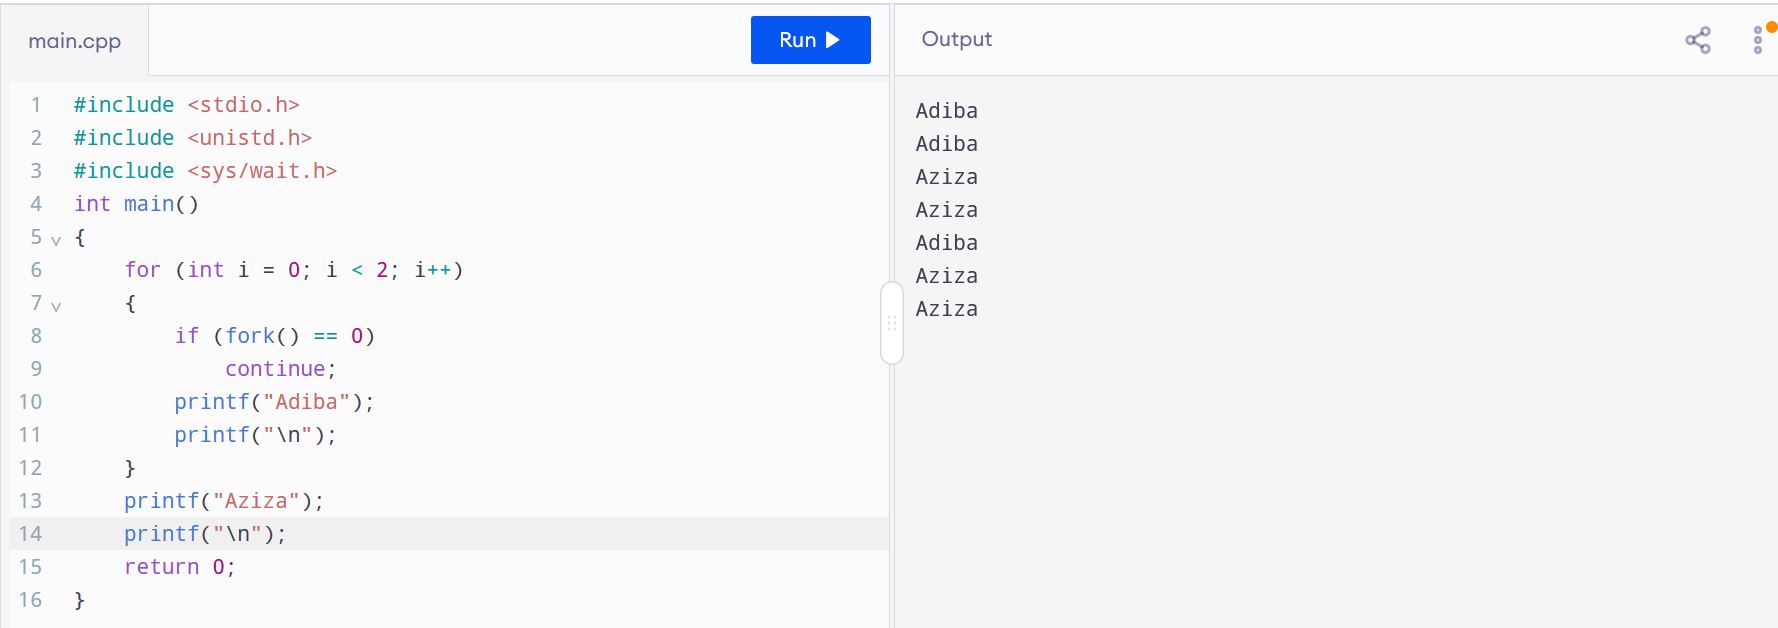 main.cpp
Run
Output
1 #include <stdio.h>
2 #include <unistd.h>
3 #include <sys/wait.h>
4 int main()
5 {
6     for (int i = 0; i < 2; i++)
7     {
8         if (fork() == 0)
9             continue;
10         printf("Adiba");
11         printf("\n");
12     }
13     printf("Aziza");
14     printf("\n");
15     return 0;
16 }
Adiba
Adiba
Aziza
Aziza
Adiba
Aziza
Aziza